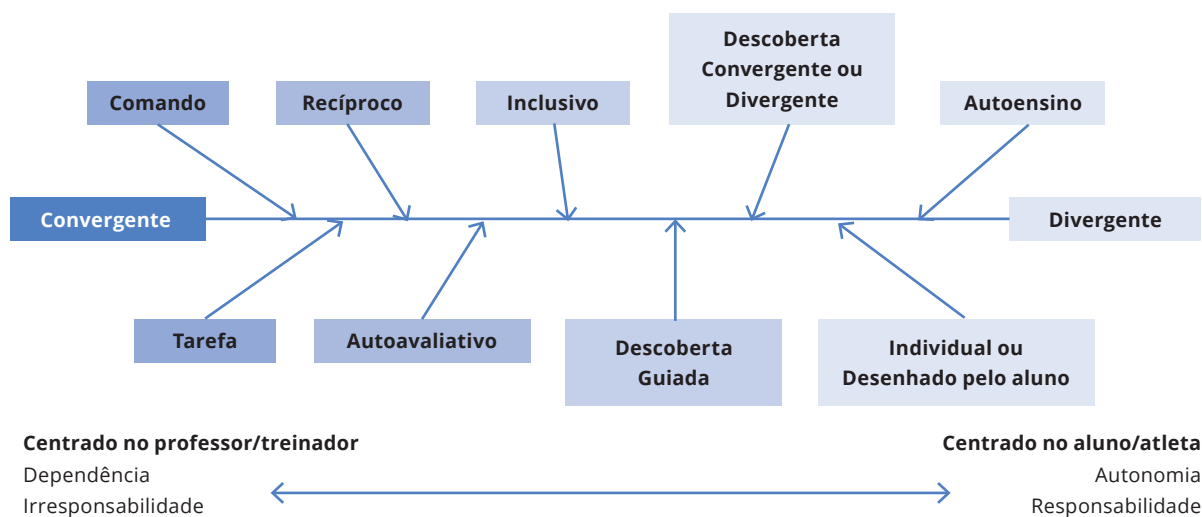 Descoberta
Convergente ou
Divergente
Comando
Recíproco
Inclusivo
Autoensino
Convergente
Divergente
Tarefa
Autoavaliativo
Descoberta
Guiada
Individual ou
Desenhado pelo aluno
Centrado no professor/treinador
Dependência
Irresponsabilidade
Centrado no aluno/atleta
Autonomia
Responsabilidade